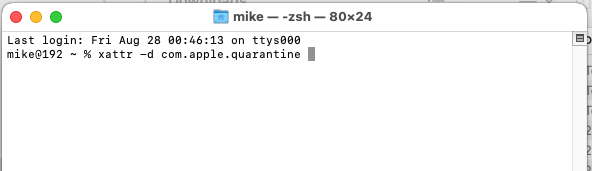 mike — -zsh — 80×24
Last login: Fri Aug 28 00:46:13 on ttys000
mike@192 ~ % xattr -d com.apple.quarantine